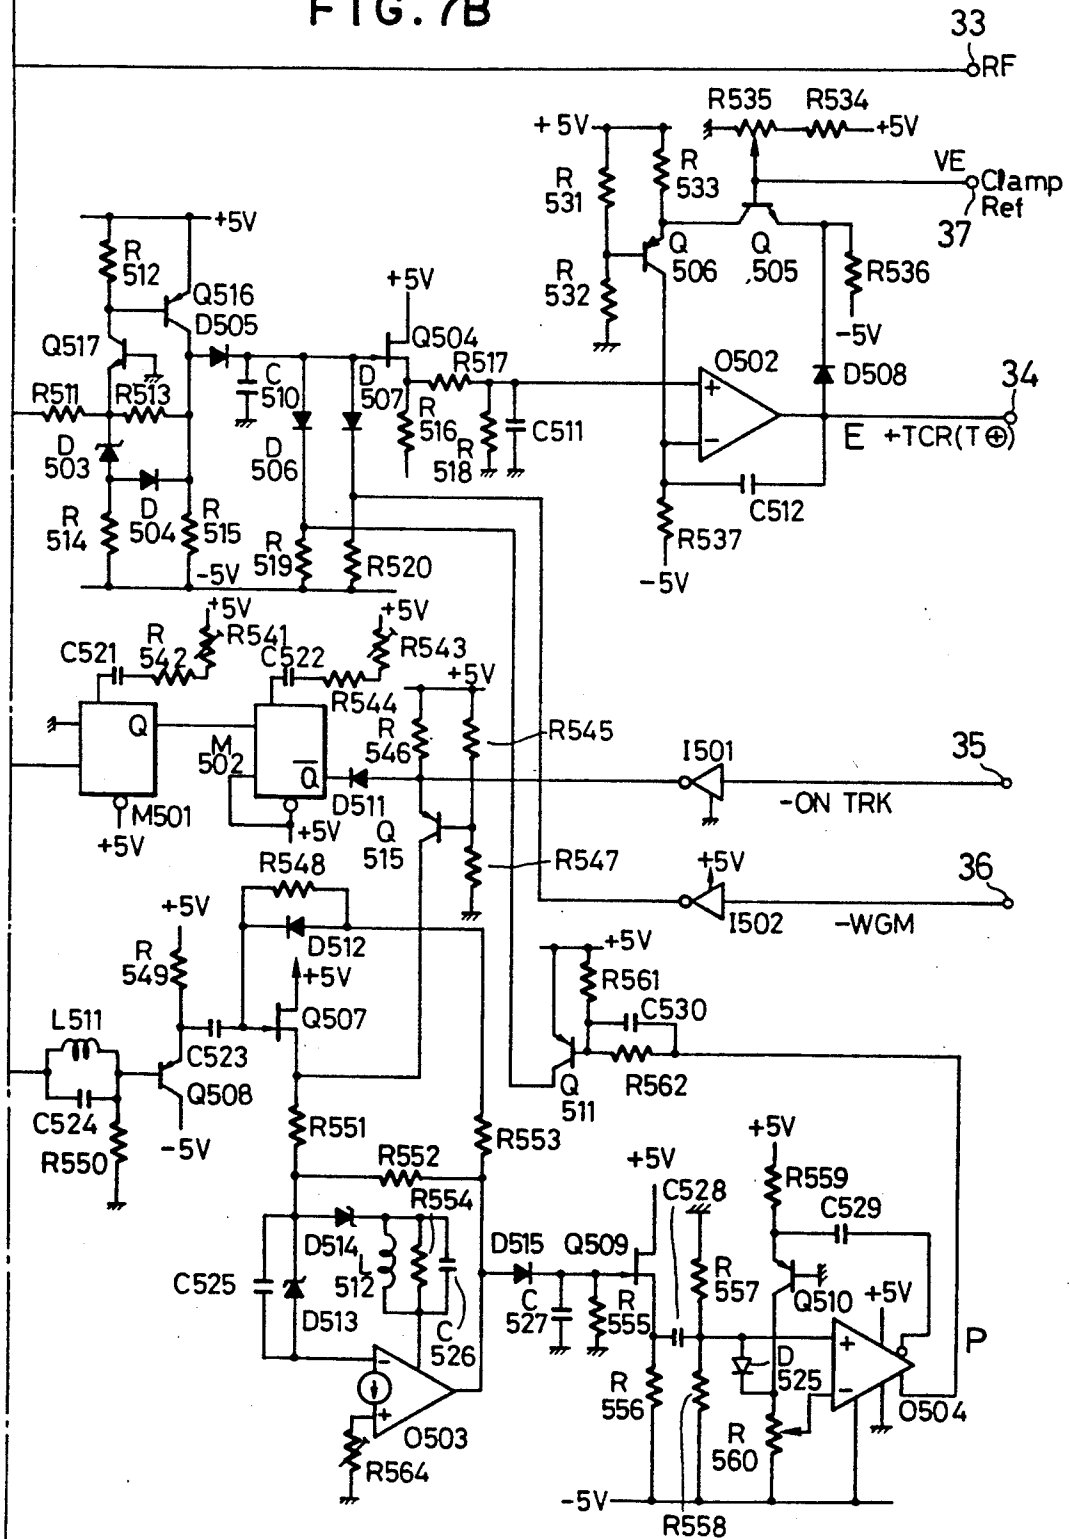 FIG. 7B
33
RF
R535 R534
+5V
+5V
VE
Clamp
Ref
37
R
531
R
533
Q
506
Q
505
R536
-5V
R
532
+5V
R
512
Q516
D505
Q517
+5V
Q504
R517
R511 R513
C
510
D
507
R
516
R
518
C511
O502
+
-
D508
34
E +TCR(T⊕)
D
503
D
506
D
504
R
514
R
515
R
519
R520
C512
R537
-5V
-5V
+5V
R541
C521
R
542
C522
+5V
R543
R544
+5V
R
546
R545
Q
M
502
Q̅
D511
M501
+5V
+5V
Q
515
R547
I501
35
-ON TRK
+5V
I502
36
-WGM
R548
D512
+5V
R
549
+5V
Q507
L511
C523
Q508
C524
R550
-5V
+5V
R561
C530
R562
Q
511
R551
R553
R552
R554
D514
L
512
C525
D513
C
526
-
+
O503
R564
D515
Q509
+5V
C528
C
527
R
555
R
556
R
557
R558
+5V
R559
C529
Q510
+5V
D
525
+
-
O504
P
R
560
-5V